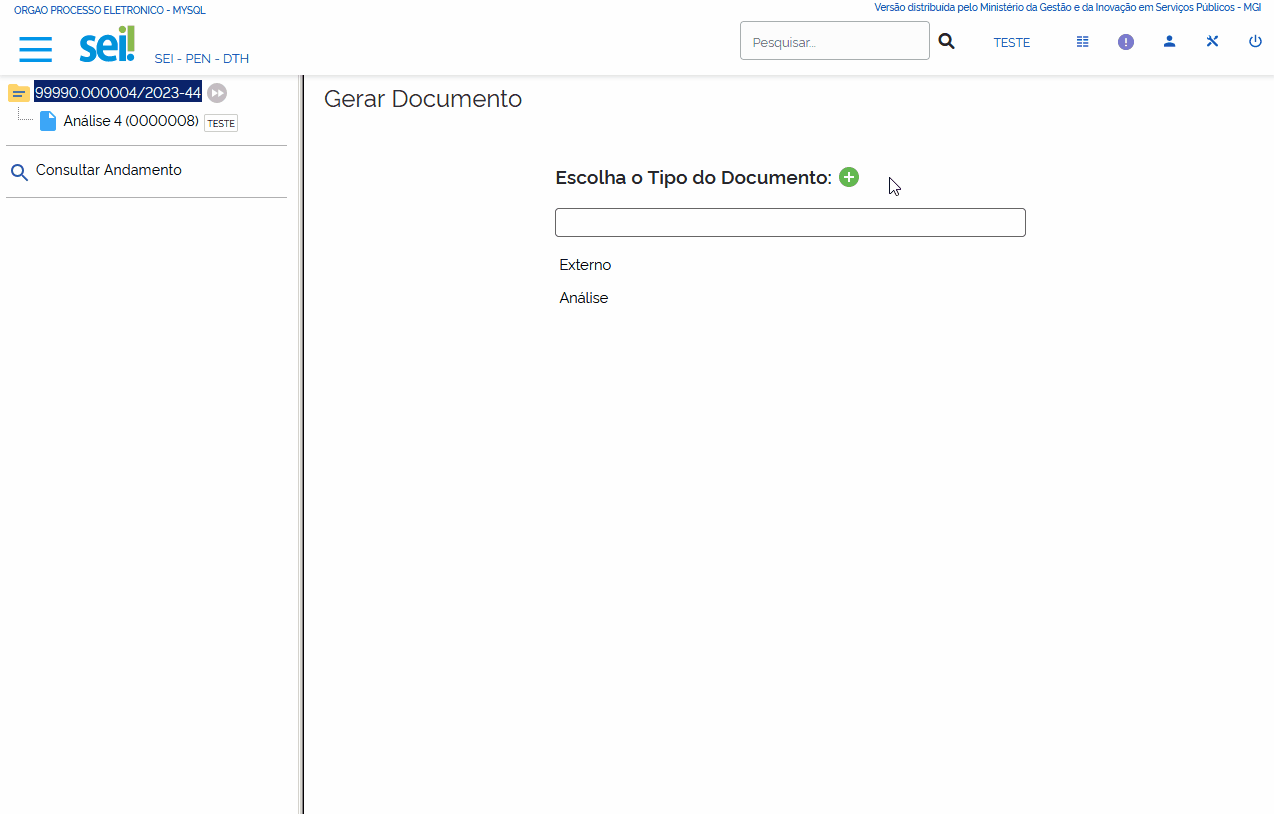 ORGAO PROCESSO ELETRONICO - MYSQL
Versão distribuída pelo Ministério da Gestão e da Inovação em Serviços Públicos - MGI
sei!
SEI - PEN - DTH
Pesquisar...
TESTE
99990.000004/2023-44
Análise 4 (0000008) TESTE
Consultar Andamento
Gerar Documento
Escolha o Tipo do Documento:
Externo
Análise